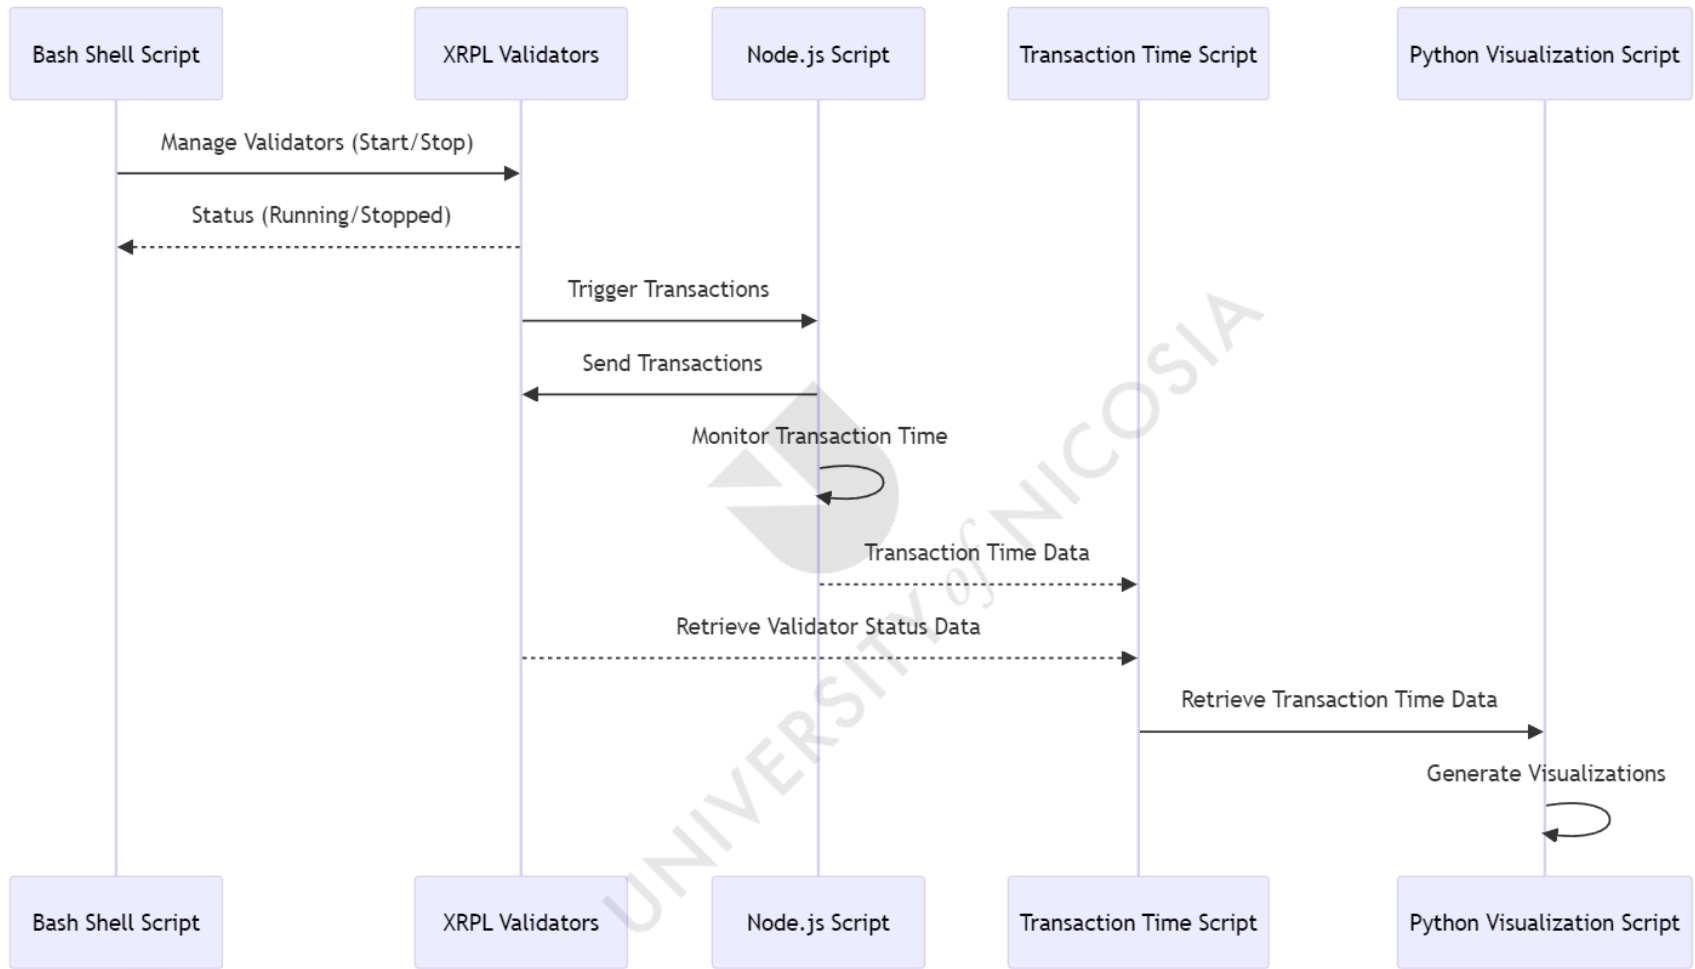 Bash Shell Script
XRPL Validators
Node.js Script
Transaction Time Script
Python Visualization Script
Manage Validators (Start/Stop)
Status (Running/Stopped)
Trigger Transactions
Send Transactions
Monitor Transaction Time
Transaction Time Data
Retrieve Validator Status Data
Retrieve Transaction Time Data
Generate Visualizations
UNIVERSITY of NICOSIA
Bash Shell Script
XRPL Validators
Node.js Script
Transaction Time Script
Python Visualization Script